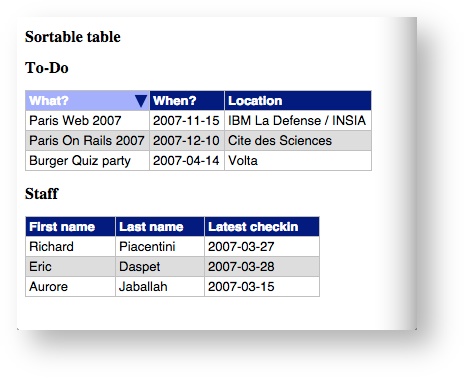 Sortable table
To-Do
What? When? Location
Paris Web 2007 2007-11-15 IBM La Defense / INSIA
Paris On Rails 2007 2007-12-10 Cite des Sciences
Burger Quiz party 2007-04-14 Volta
Staff
First name Last name Latest checkin
Richard Piacentini 2007-03-27
Eric Daspet 2007-03-28
Aurore Jaballah 2007-03-15